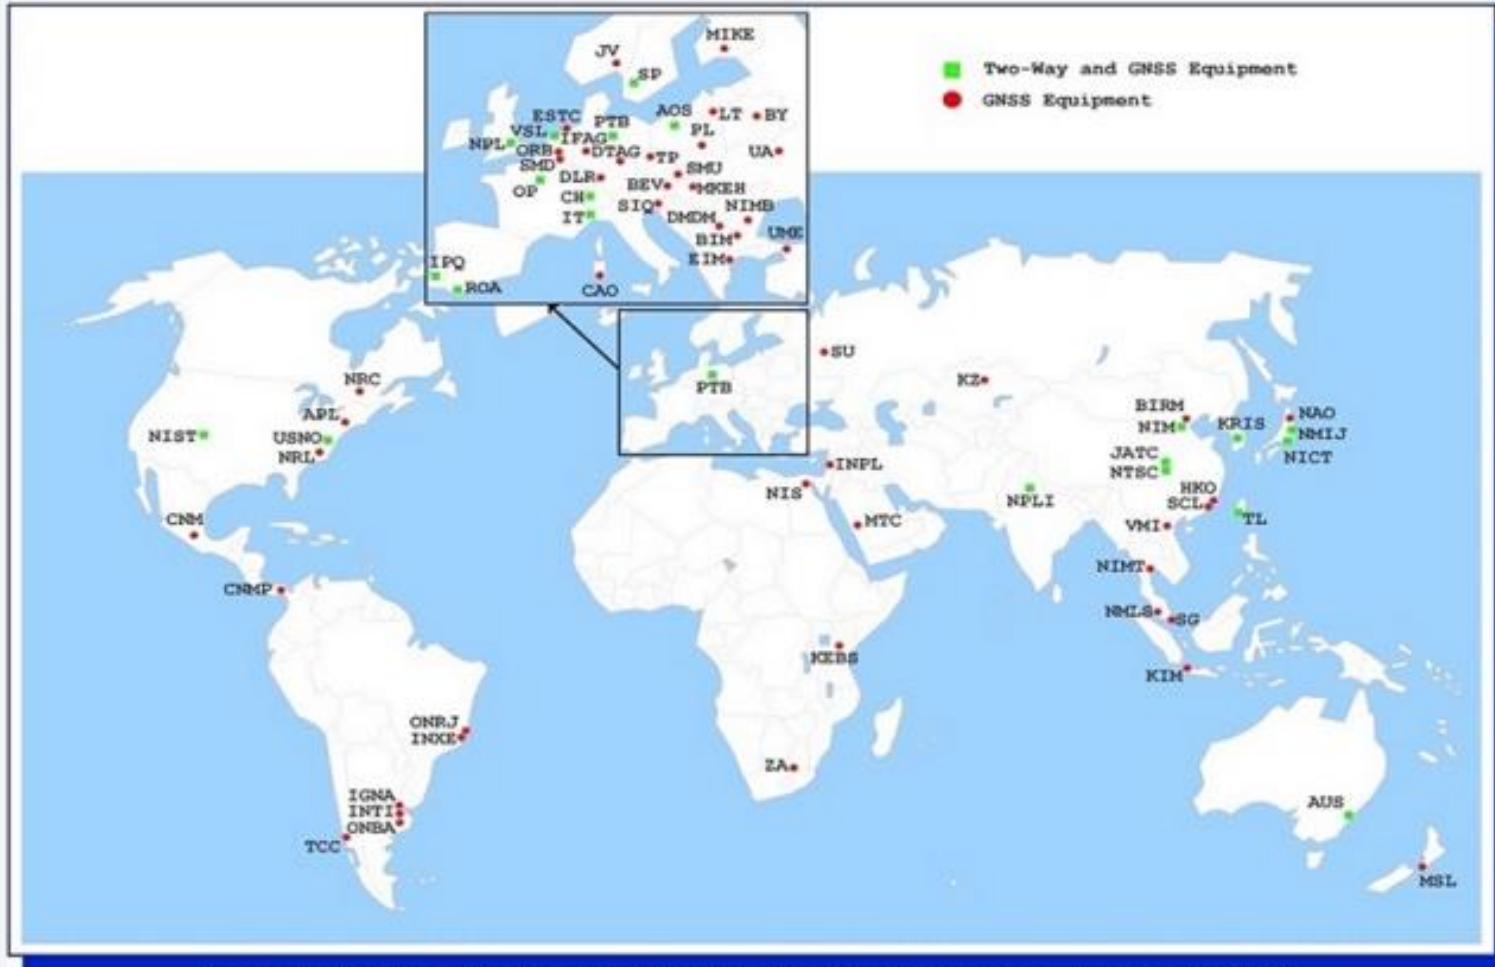 MIKE
JV
SP
Two-Way and GNSS Equipment
GNSS Equipment
ESTC
PTB
AOS
LT
BY
VSL
IFAG
PL
NPL
ORB
DTAG
TP
UA
SMD
SMU
OP
DLR
BEV
MKEH
CH
SIO
NIMB
IT
DMDM
BIM
UME
IPQ
EIM
ROA
CAO
SU
NRC
PTB
KZ
APL
BIRM
NAO
NIST
USNO
NIM
KRIS
NMIJ
NRL
JATC
NICT
INPL
NTSC
NIS
NPLI
HKO
CNM
MTC
SCL
TL
VMI
NIMT
CNMP
NMLS
SG
KEBS
KIM
ONRJ
INXE
ZA
IGNA
AUS
INTI
ONBA
TCC
MSL